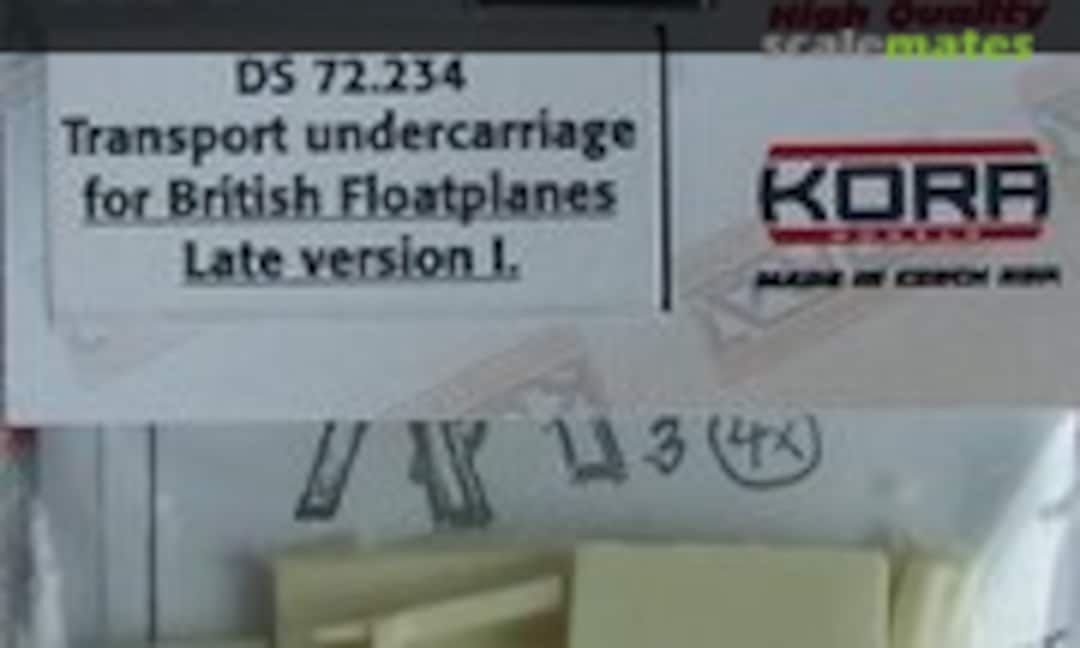 High Quality
scalemates
DS 72.234
Transport undercarriage
for British Floatplanes
Late version I.
KORA
MADE IN CZECH REP.
3 4x